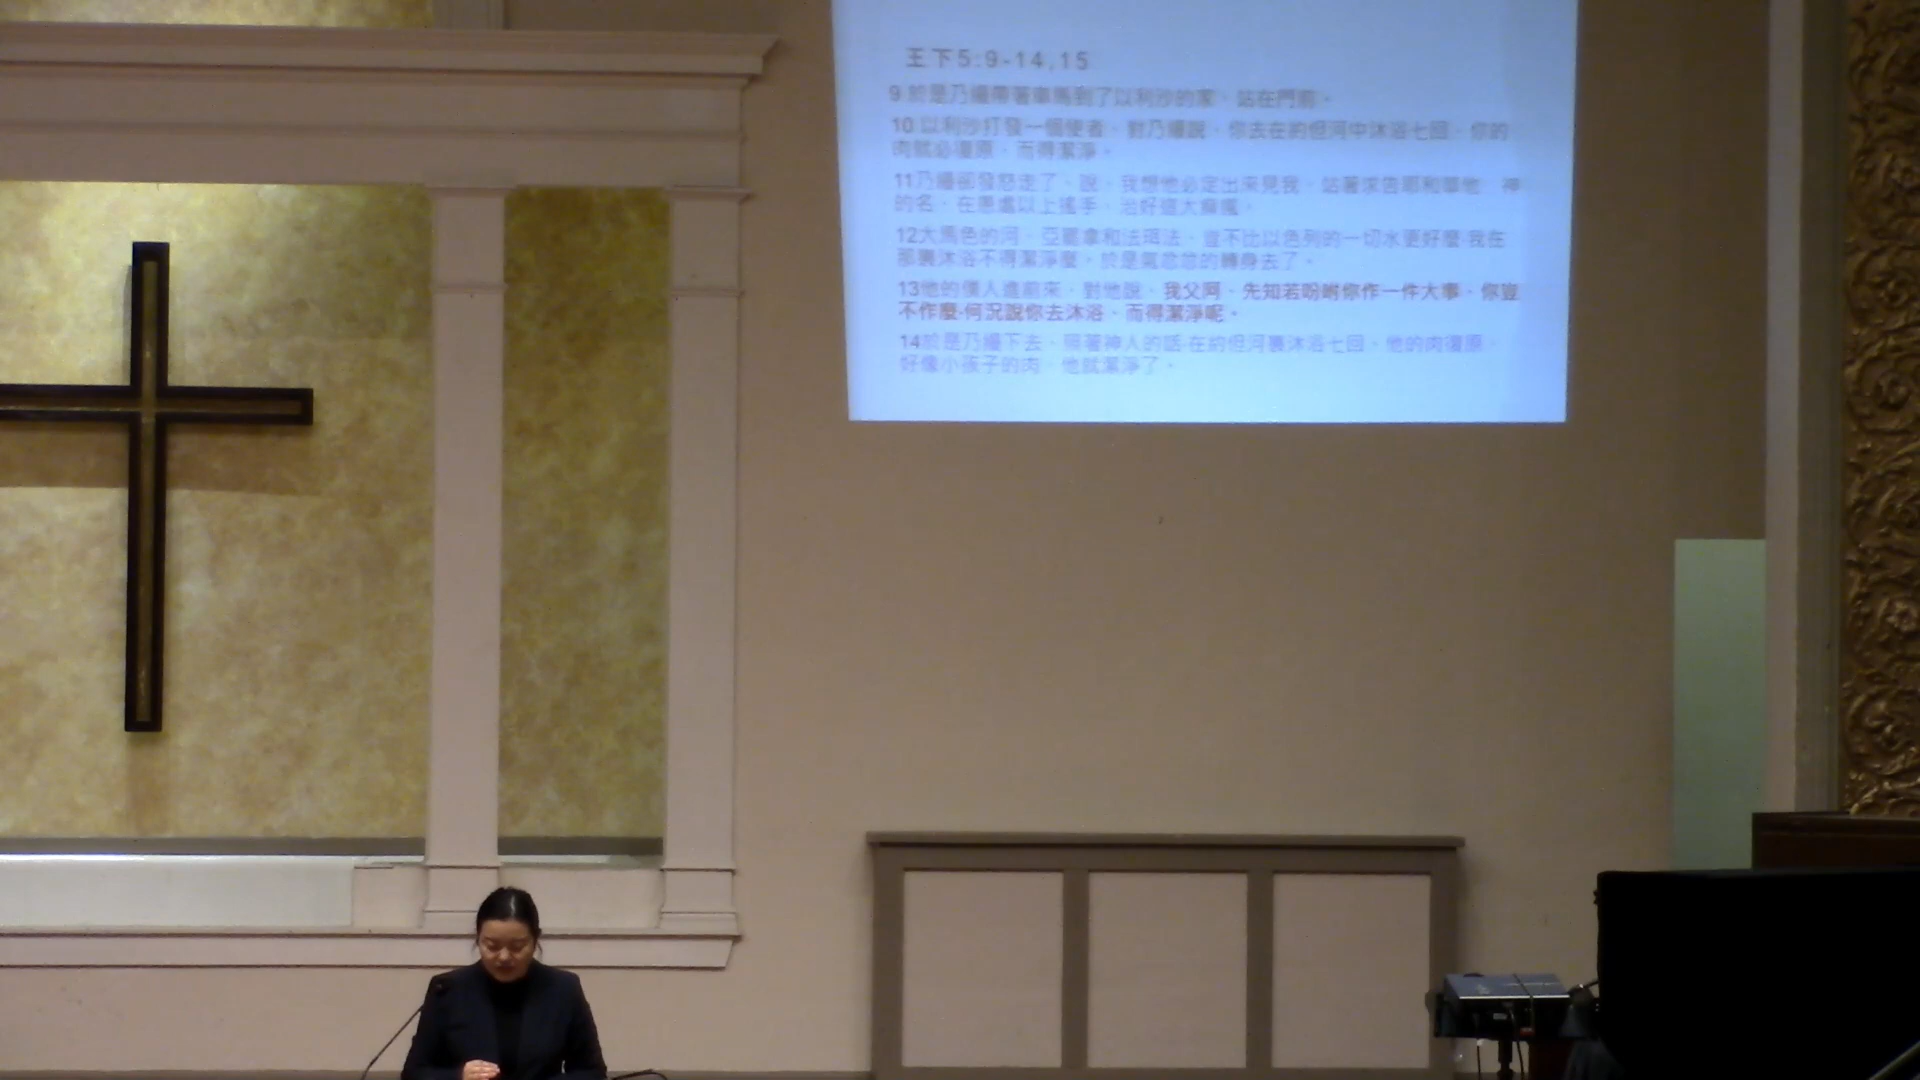 王下5:9-14,15
9 於是乃縵帶著車馬到了以利沙的家、站在門前。
10 以利沙打發一個使者、對乃縵說、你去在約但河中沐浴七回、你的
肉就必復原、而得潔淨。
11乃縵卻發怒走了、說、我想他必定出來見我、站著求告耶和華他 神
的名、在患處以上搖手、治好這大痲瘋。
12大馬色的河、亞罷拿和法珥法、豈不比以色列的一切水更好麼.我在
那裏沐浴不得潔淨麼、於是氣忿忿的轉身去了。
13他的僕人進前來、對他說、我父阿、先知若吩咐你作一件大事、你豈
不作麼.何況說你去沐浴、而得潔淨呢。
14於是乃縵下去、照著神人的話.在約但河裏沐浴七回.他的肉復原、
好像小孩子的肉、他就潔淨了。